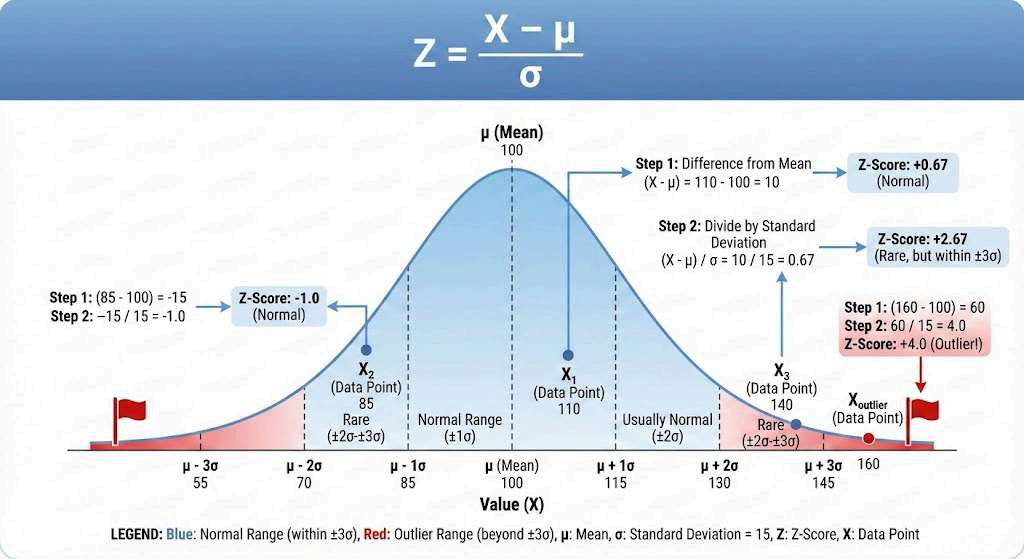 Z = X – μ / σ
μ (Mean)
100
Step 1: Difference from Mean
(X - μ) = 110 - 100 = 10
Z-Score: +0.67
(Normal)
Step 2: Divide by Standard
Deviation
(X - μ) / σ = 10 / 15 = 0.67
Z-Score: +2.67
(Rare, but within ±3σ)
Step 1: (85 - 100) = -15
Step 2: –15 / 15 = -1.0
Z-Score: -1.0
(Normal)
Step 1: (160 - 100) = 60
Step 2: 60 / 15 = 4.0
Z-Score: +4.0 (Outlier!)
X₂
(Data Point)
85
Rare
(±2σ-±3σ)
Normal Range
(±1σ)
X₁
(Data Point)
110
Usually Normal
(±2σ)
X₃
(Data Point)
140
Rare
(±2σ-±3σ)
Xoutlier
(Data Point)
μ - 3σ
55
μ - 2σ
70
μ - 1σ
85
μ (Mean)
100
μ + 1σ
115
μ + 2σ
130
μ + 3σ
145
160
Value (X)
LEGEND: Blue: Normal Range (within ±3σ), Red: Outlier Range (beyond ±3σ), μ: Mean, σ: Standard Deviation = 15, Z: Z-Score, X: Data Point